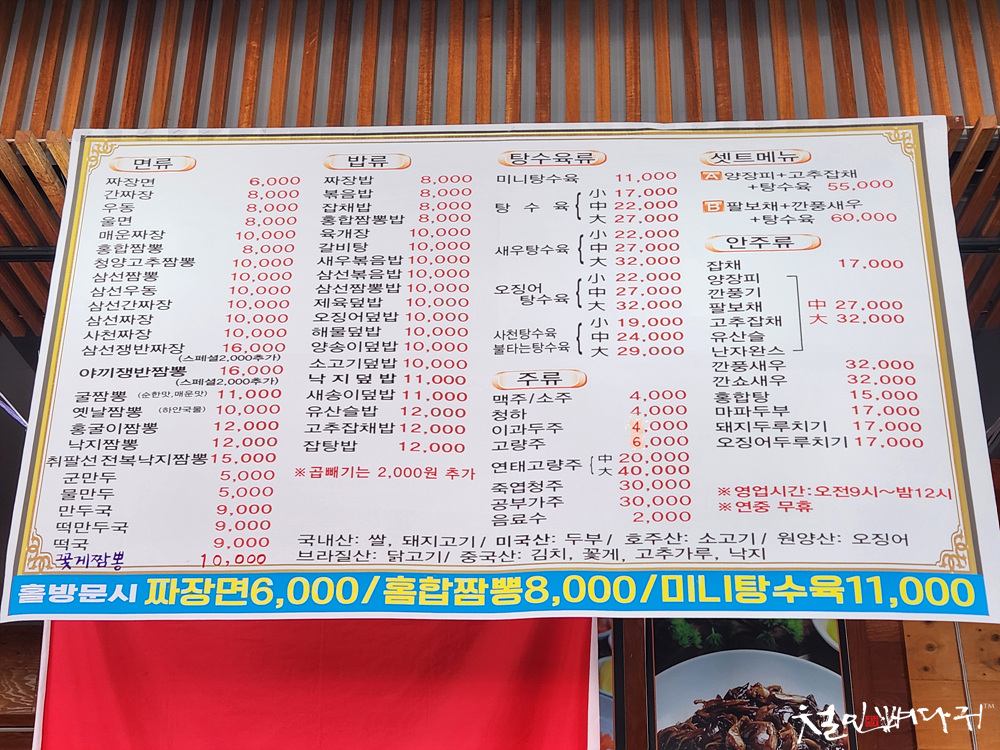 면류
짜장면 6,000
간짜장 8,000
우동 8,000
울면 8,000
매운짜장 10,000
홍합짬뽕 8,000
청양고추짬뽕 10,000
삼선짬뽕 10,000
삼선우동 10,000
삼선간짜장 10,000
삼선짜장 10,000
사천짜장 10,000
삼선쟁반짜장 16,000
(스페셜2,000추가)
야끼쟁반짬뽕 16,000
(스페셜2,000추가)
굴짬뽕 (순한맛,매운맛) 11,000
옛날짬뽕 (하얀국물) 10,000
홍굴이짬뽕 12,000
낙지짬뽕 12,000
취팔선전복낙지짬뽕 15,000
군만두 5,000
물만두 5,000
만두국 9,000
떡만두국 9,000
떡국 9,000
꽃게짬뽕 10,000
밥류
짜장밥 8,000
볶음밥 8,000
잡채밥 8,000
홍합짬뽕밥 8,000
육개장 10,000
갈비탕 10,000
새우볶음밥 10,000
삼선볶음밥 10,000
삼선짬뽕밥 10,000
제육덮밥 10,000
오징어덮밥 10,000
해물덮밥 10,000
양송이덮밥 10,000
소고기덮밥 10,000
낙지덮밥 11,000
새송이덮밥 11,000
유산슬밥 12,000
고추잡채밥 12,000
잡탕밥 12,000
※곱빼기는 2,000원 추가
탕수육류
미니탕수육 11,000
탕수육 小 17,000
中 22,000
大 27,000
새우탕수육 小 22,000
中 27,000
大 32,000
오징어탕수육 小 22,000
中 27,000
大 32,000
사천탕수육
불타는탕수육
小 19,000
中 24,000
大 29,000
주류
맥주/소주 4,000
청하 4,000
이과두주 4,000
고량주 6,000
연태고량주 中 20,000
大 40,000
죽엽청주 30,000
공부가주 30,000
음료수 2,000
셋트메뉴
A 양장피+고추잡채
+탕수육 55,000
B 팔보채+깐풍새우
+탕수육 60,000
안주류
잡채 17,000
양장피
깐풍기
팔보채
고추잡채
유산슬
난자완스
中 27,000
大 32,000
깐풍새우 32,000
깐쇼새우 32,000
홍합탕 15,000
마파두부 17,000
돼지두루치기 17,000
오징어두루치기 17,000
※영업시간:오전9시~밤12시
※연중 무휴
국내산: 쌀, 돼지고기/ 미국산: 두부/ 호주산: 소고기/ 원양산: 오징어
브라질산: 닭고기/ 중국산: 김치, 꽃게, 고추가루, 낙지
홀방문시 짜장면6,000/홍합짬뽕8,000/미니탕수육11,000
철인뼈다귀™